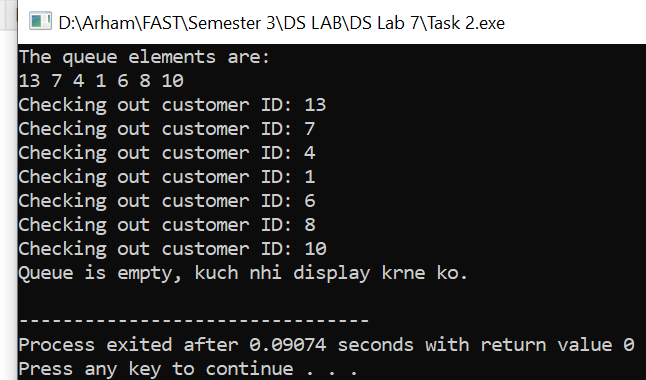 D:\Arham\FAST\Semester 3\DS LAB\DS Lab 7\Task 2.exe
The queue elements are:
13 7 4 1 6 8 10
Checking out customer ID: 13
Checking out customer ID: 7
Checking out customer ID: 4
Checking out customer ID: 1
Checking out customer ID: 6
Checking out customer ID: 8
Checking out customer ID: 10
Queue is empty, kuch nhi display krne ko.
--------------------------------
Process exited after 0.09074 seconds with return value 0
Press any key to continue . . .